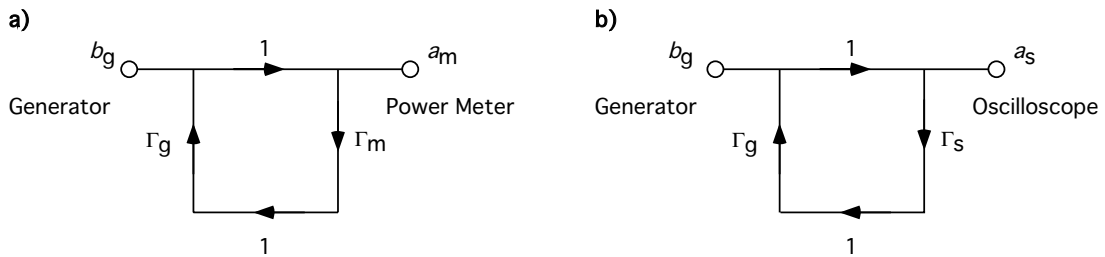 a)
b_g 1 a_m
Generator Power Meter
Γ_g Γ_m
1
b)
b_g 1 a_s
Generator Oscilloscope
Γ_g Γ_s
1